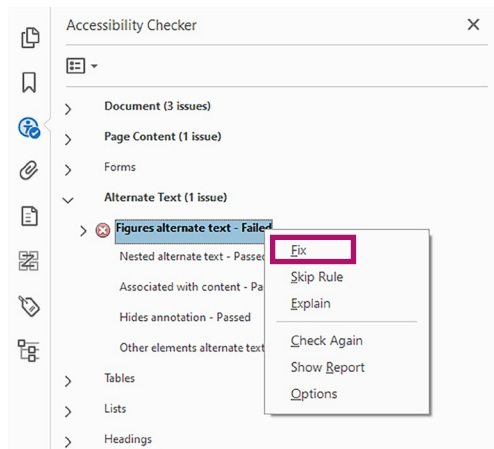 Accessibility Checker
Document (3 issues)
Page Content (1 issue)
Forms
Alternate Text (1 issue)
Figures alternate text - Failed
Nested alternate text - Passed
Associated with content - Pa
Hides annotation - Passed
Other elements alternate text
Tables
Lists
Headings
Fix
Skip Rule
Explain
Check Again
Show Report
Options